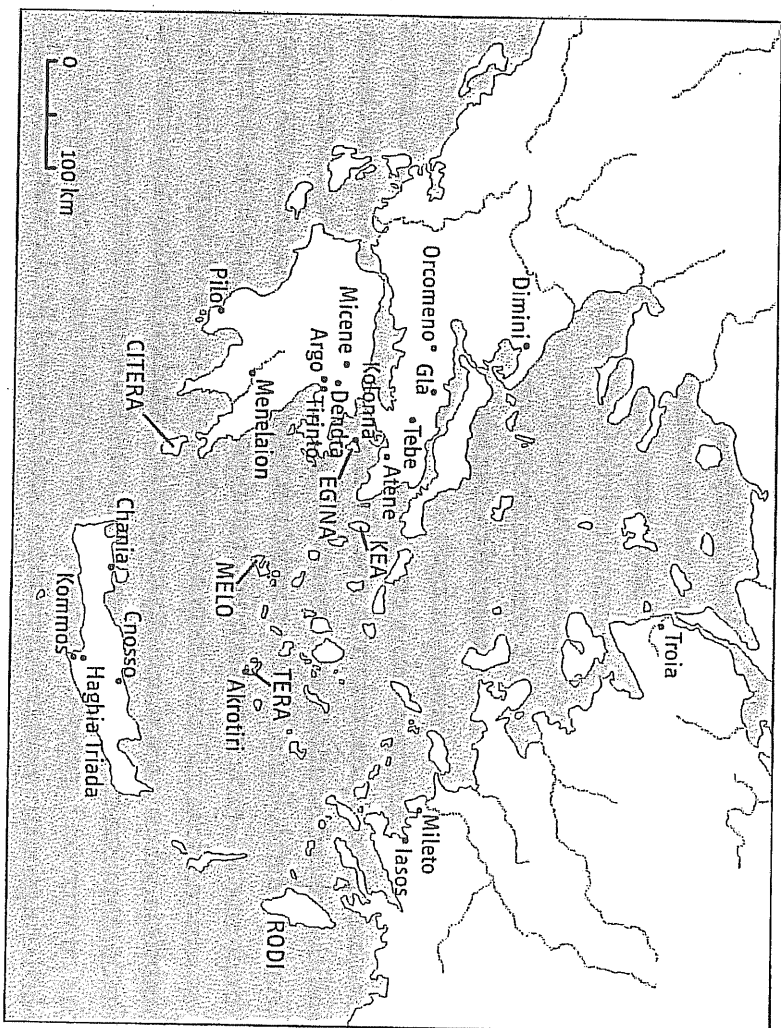 Troia
Dimini
Orcomeno
Gla
Tebe
Atene
Kolonna
Micene
Dendra
Argo
Tirinto
EGINA
KEA
Mileto
Iasos
Pilo
Menelaion
CITERA
MELO
TERA
Akrotiri
RODI
Chania
Cnosso
Haghia Triada
Kommos
0 100 km